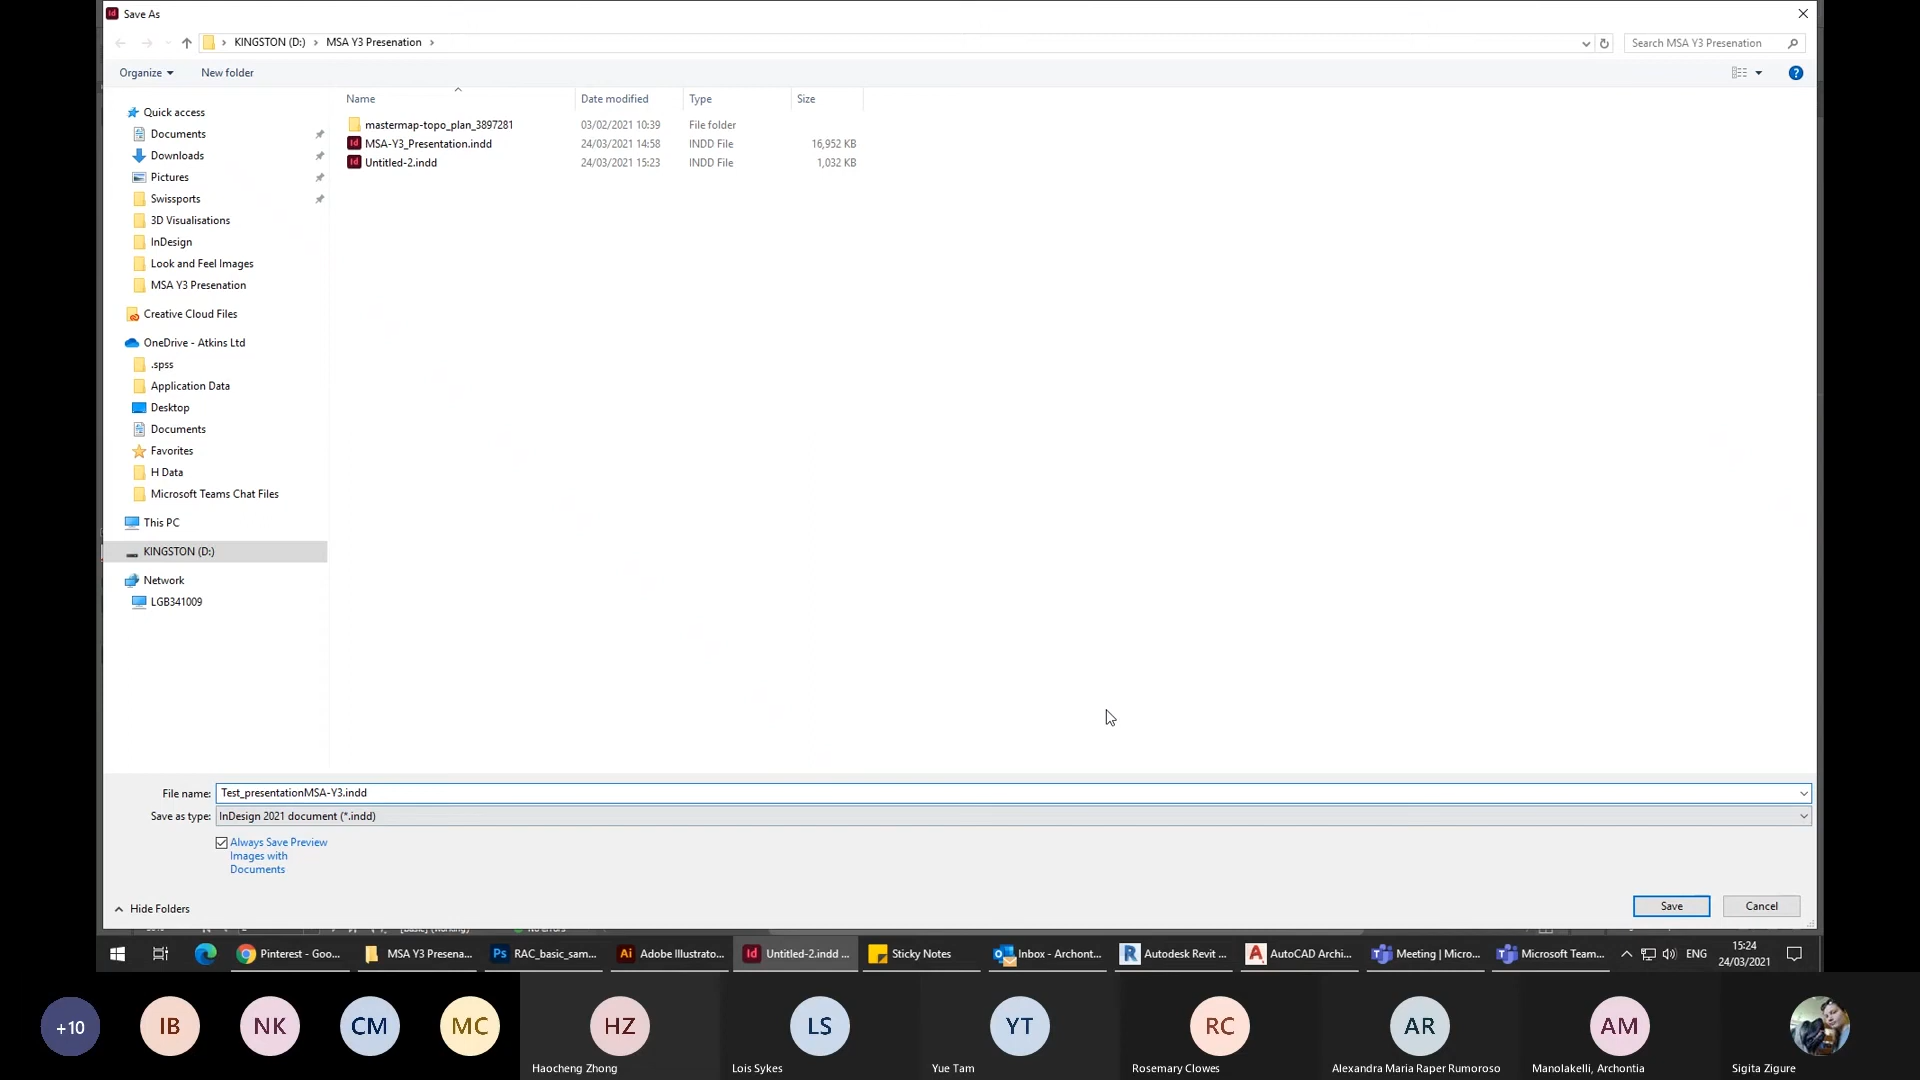 Save As
KINGSTON (D:) › MSA Y3 Presenation ›
Search MSA Y3 Presenation
Organize
New folder
Name
Date modified
Type
Size
mastermap-topo_plan_3897281 03/02/2021 10:39 File folder
MSA-Y3_Presentation.indd 24/03/2021 14:58 INDD File 16,952 KB
Untitled-2.indd 24/03/2021 15:23 INDD File 1,032 KB
Quick access
Documents
Downloads
Pictures
Swissports
3D Visualisations
InDesign
Look and Feel Images
MSA Y3 Presenation
Creative Cloud Files
OneDrive - Atkins Ltd
.spss
Application Data
Desktop
Documents
Favorites
H Data
Microsoft Teams Chat Files
This PC
KINGSTON (D:)
Network
LGB341009
File name: Test_presentationMSA-Y3.indd
Save as type: InDesign 2021 document (*.indd)
Always Save Preview
Images with
Documents
Hide Folders
Save
Cancel
Pinterest - Goo...
MSA Y3 Presena...
Ps RAC_basic_sam...
Ai Adobe Illustrato...
Id Untitled-2.indd ...
Sticky Notes
Inbox - Archont...
R Autodesk Revit ...
A AutoCAD Archi...
Meeting | Micro...
Microsoft Team...
ENG
15:24
24/03/2021
+10
IB
NK
CM
MC
HZ
LS
YT
RC
AR
AM
Haocheng Zhong
Lois Sykes
Yue Tam
Rosemary Clowes
Alexandra Maria Raper Rumoroso
Manolakelli, Archontia
Sigita Zigure